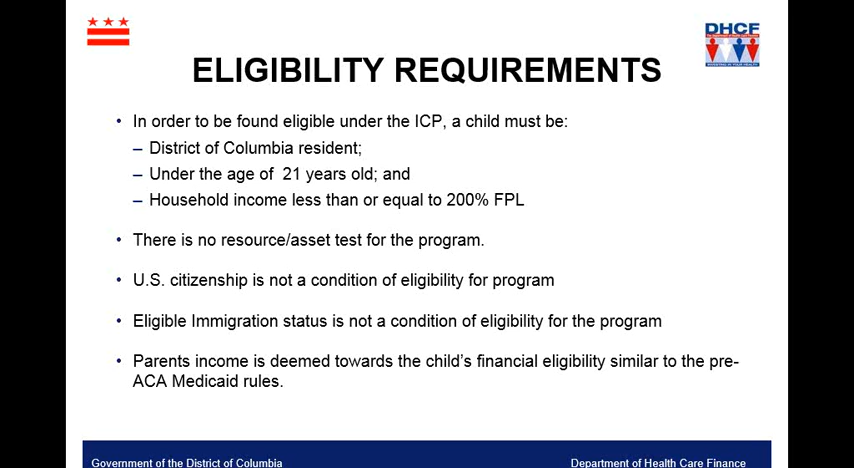 DHCF
ELIGIBILITY REQUIREMENTS
• In order to be found eligible under the ICP, a child must be:
– District of Columbia resident;
– Under the age of 21 years old; and
– Household income less than or equal to 200% FPL
• There is no resource/asset test for the program.
• U.S. citizenship is not a condition of eligibility for program
• Eligible Immigration status is not a condition of eligibility for the program
• Parents income is deemed towards the child's financial eligibility similar to the pre-
ACA Medicaid rules.
Government of the District of Columbia
Department of Health Care Finance